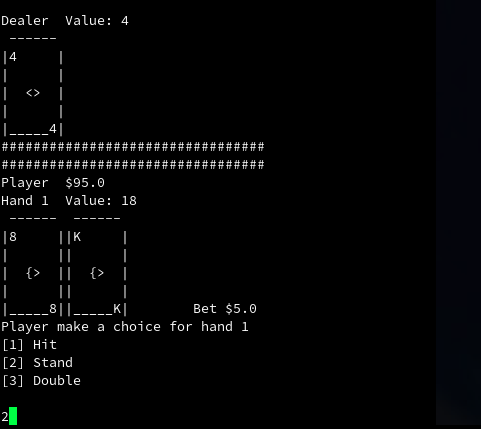 Dealer  Value: 4
 ------
|4     |
|      |
|  <>  |
|      |
|_____4|
#################################
#################################
Player  $95.0
Hand 1  Value: 18
 ------  ------
|8     ||K     |
|      ||      |
|  {>  ||  {>  |
|      ||      |
|_____8||_____K|        Bet $5.0
Player make a choice for hand 1
[1] Hit
[2] Stand
[3] Double
2